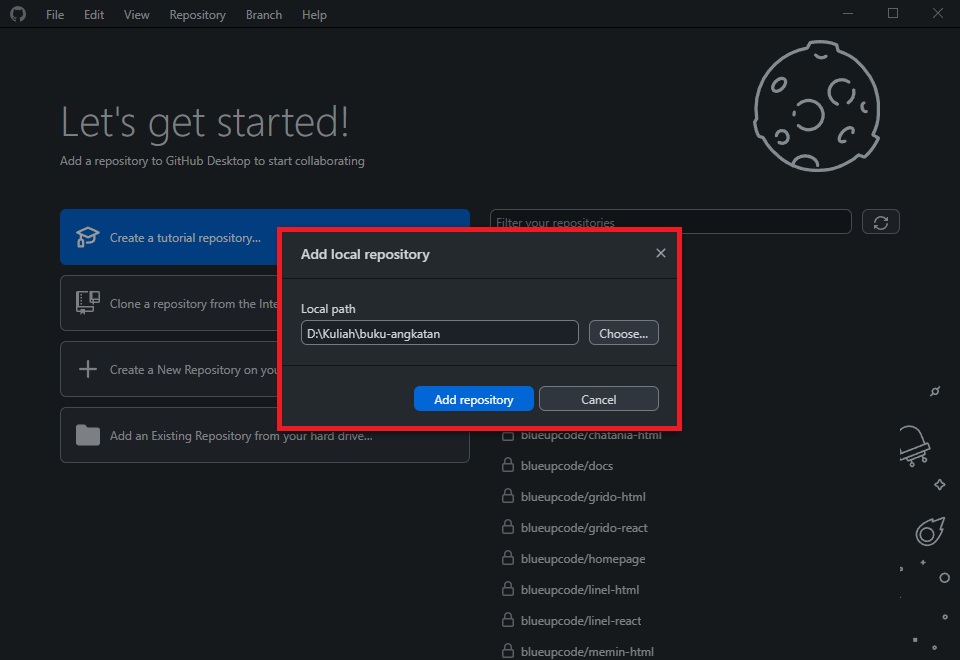 File Edit View Repository Branch Help
Let's get started!
Add a repository to GitHub Desktop to start collaborating
Create a tutorial repository...
Clone a repository from the Inte
Create a New Repository on you
Add an Existing Repository from your hard drive...
Filter your repositories
Add local repository
Local path
D:\Kuliah\buku-angkatan
Choose...
Add repository
Cancel
blueupcode/chatania-html
blueupcode/docs
blueupcode/grido-html
blueupcode/grido-react
blueupcode/homepage
blueupcode/linel-html
blueupcode/linel-react
blueupcode/memin-html